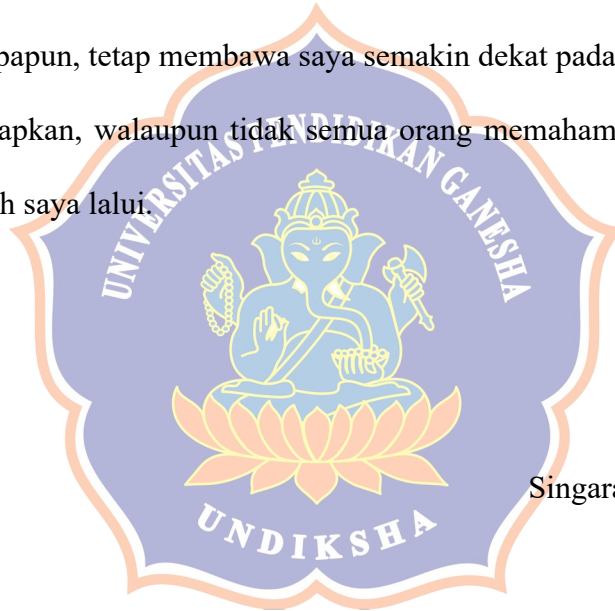 papun, tetap membawa saya semakin dekat pada
apkan, walaupun tidak semua orang memaham
UNIVERSITAS PENDIDIKAN GANESHA
h saya lalui.
Singara
UNDIKSHA